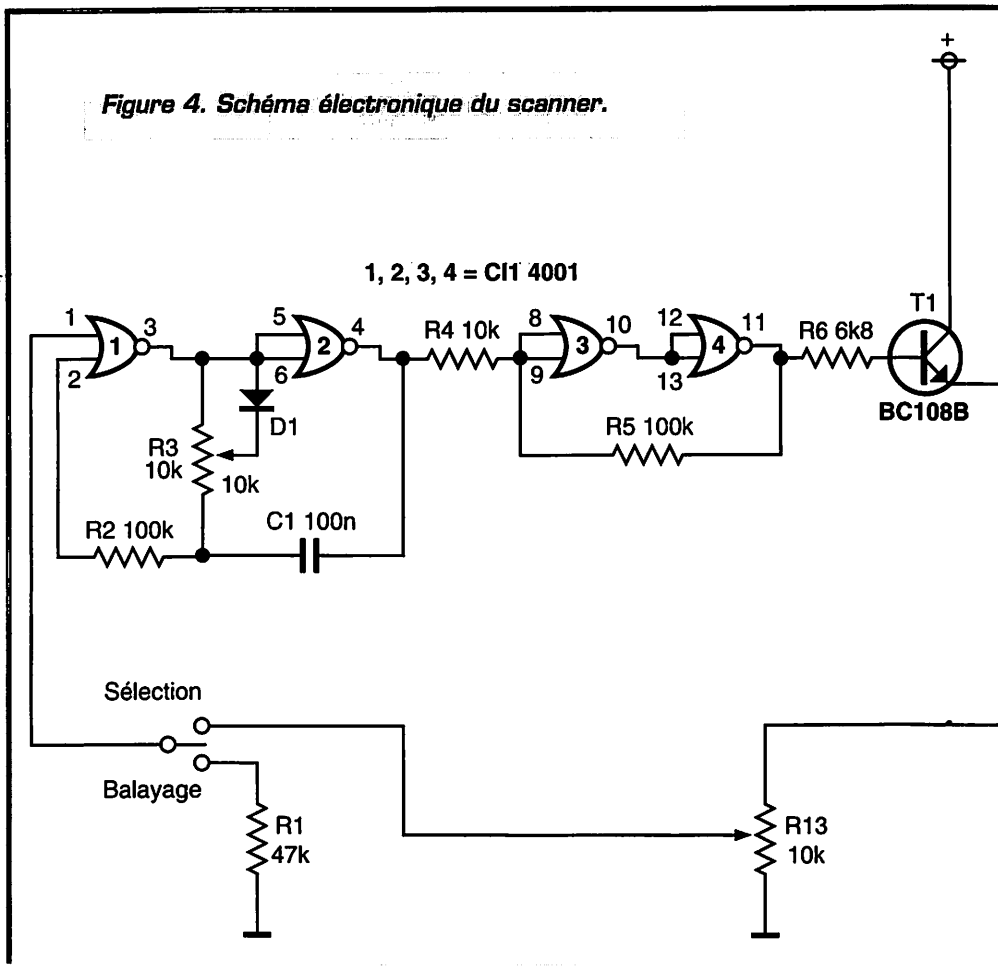 +
Figure 4. Schéma électronique du scanner.
1, 2, 3, 4 = CI1 4001
T1
1
2
1
3
5
6
2
4
R4 10k
8
9
3
10
12
13
4
11
R6 6k8
BC108B
D1
R3
10k
10k
R5 100k
R2 100k
C1 100n
Sélection
Balayage
R1
47k
R13
10k